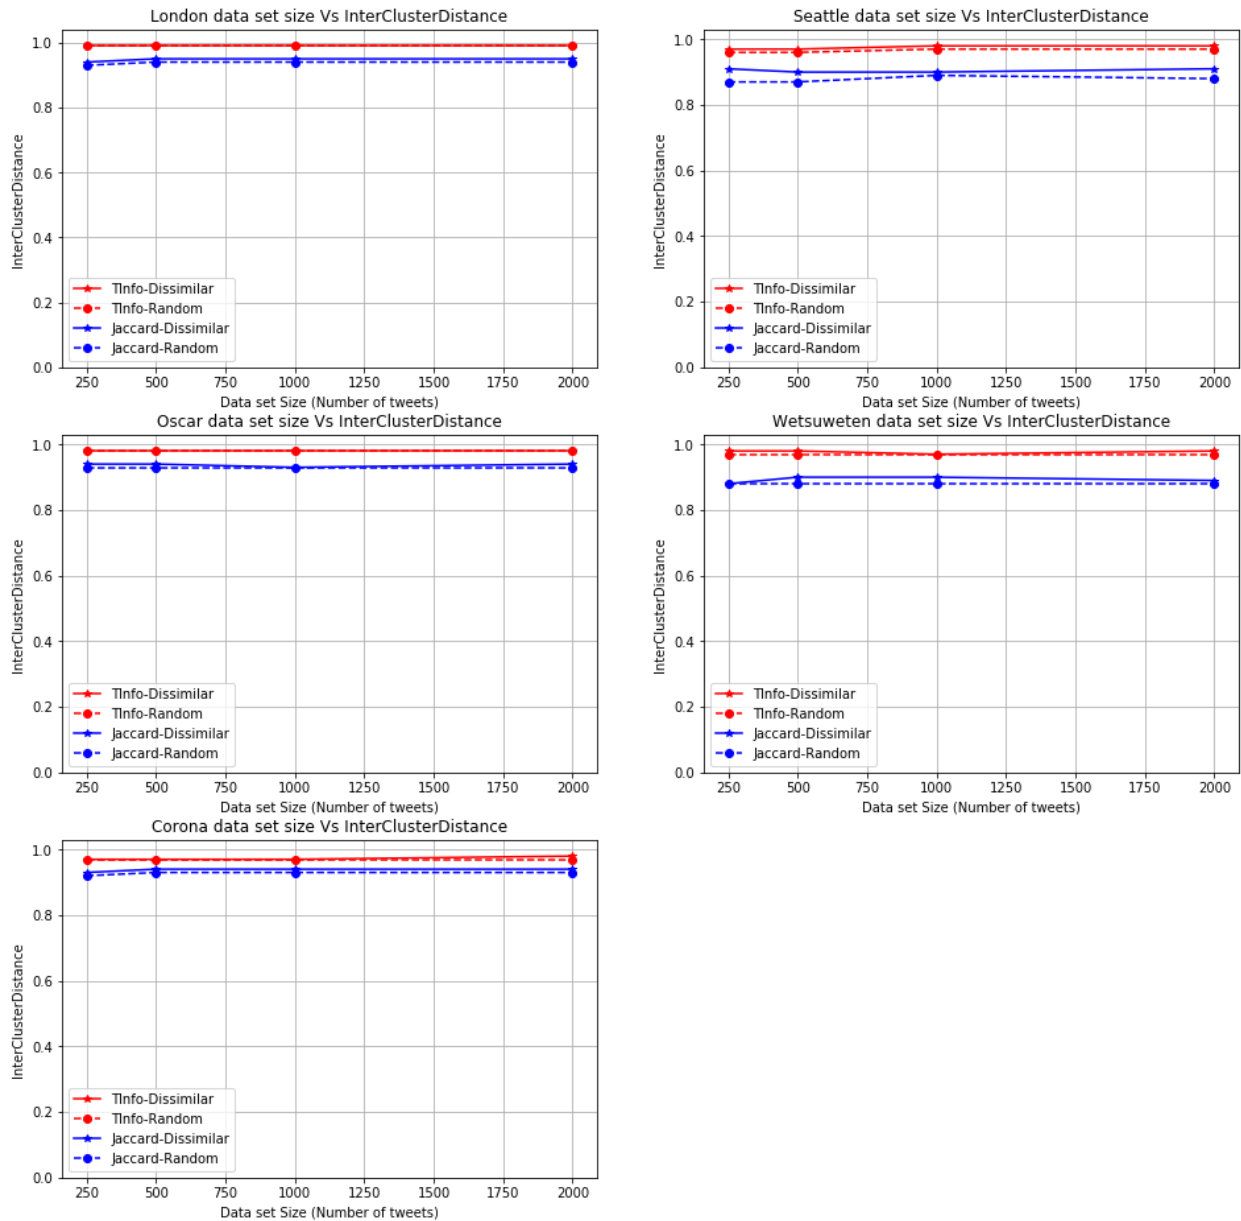 London data set size Vs InterClusterDistance
1.0
0.8
0.6
0.4
0.2
0.0
InterClusterDistance
TInfo-Dissimilar
TInfo-Random
Jaccard-Dissimilar
Jaccard-Random
250 500 750 1000 1250 1500 1750 2000
Data set Size (Number of tweets)
Seattle data set size Vs InterClusterDistance
1.0
0.8
0.6
0.4
0.2
0.0
InterClusterDistance
TInfo-Dissimilar
TInfo-Random
Jaccard-Dissimilar
Jaccard-Random
250 500 750 1000 1250 1500 1750 2000
Data set Size (Number of tweets)
Oscar data set size Vs InterClusterDistance
1.0
0.8
0.6
0.4
0.2
0.0
InterClusterDistance
TInfo-Dissimilar
TInfo-Random
Jaccard-Dissimilar
Jaccard-Random
250 500 750 1000 1250 1500 1750 2000
Data set Size (Number of tweets)
Wetsuweten data set size Vs InterClusterDistance
1.0
0.8
0.6
0.4
0.2
0.0
InterClusterDistance
TInfo-Dissimilar
TInfo-Random
Jaccard-Dissimilar
Jaccard-Random
250 500 750 1000 1250 1500 1750 2000
Data set Size (Number of tweets)
Corona data set size Vs InterClusterDistance
1.0
0.8
0.6
0.4
0.2
0.0
InterClusterDistance
TInfo-Dissimilar
TInfo-Random
Jaccard-Dissimilar
Jaccard-Random
250 500 750 1000 1250 1500 1750 2000
Data set Size (Number of tweets)